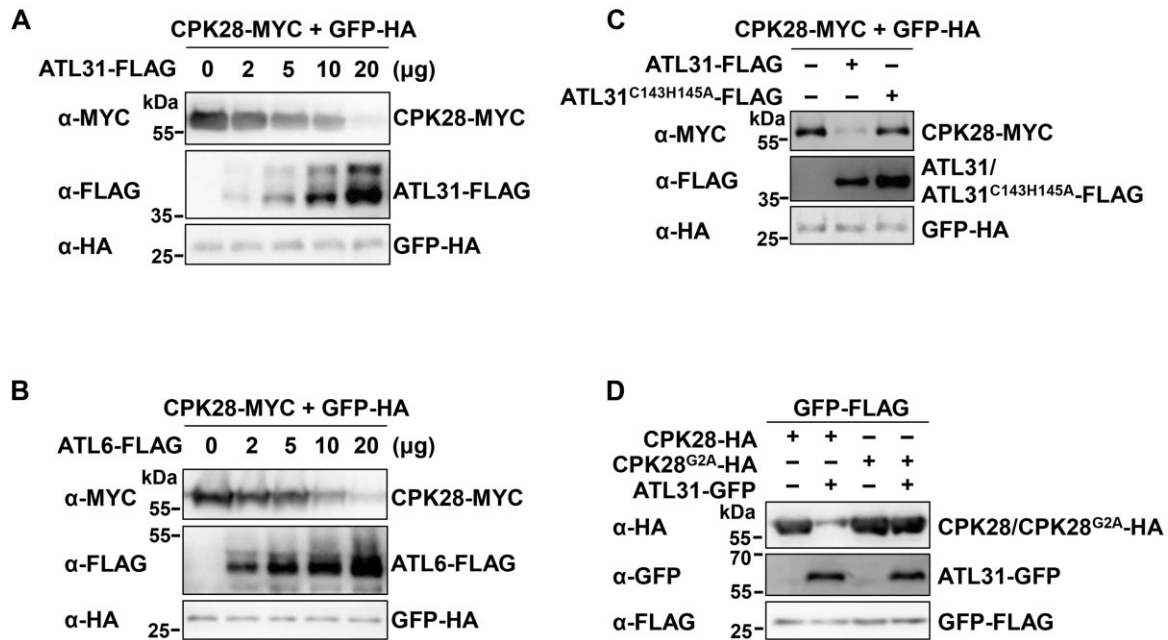 A
CPK28-MYC + GFP-HA
ATL31-FLAG 0 2 5 10 20 (μg)
kDa
α-MYC 55 CPK28-MYC
α-FLAG ATL31-FLAG
35
α-HA 25 GFP-HA
B
CPK28-MYC + GFP-HA
ATL6-FLAG 0 2 5 10 20 (μg)
kDa
α-MYC 55 CPK28-MYC
55
α-FLAG ATL6-FLAG
α-HA 25 GFP-HA
C
CPK28-MYC + GFP-HA
ATL31-FLAG – + –
ATL31C143H145A-FLAG – – +
kDa
α-MYC 55 CPK28-MYC
α-FLAG 35 ATL31/
ATL31C143H145A-FLAG
α-HA 25 GFP-HA
D
GFP-FLAG
CPK28-HA + + – –
CPK28G2A-HA – – + +
ATL31-GFP – + – +
kDa
α-HA 55 CPK28/CPK28G2A-HA
70
α-GFP ATL31-GFP
55
α-FLAG 25 GFP-FLAG